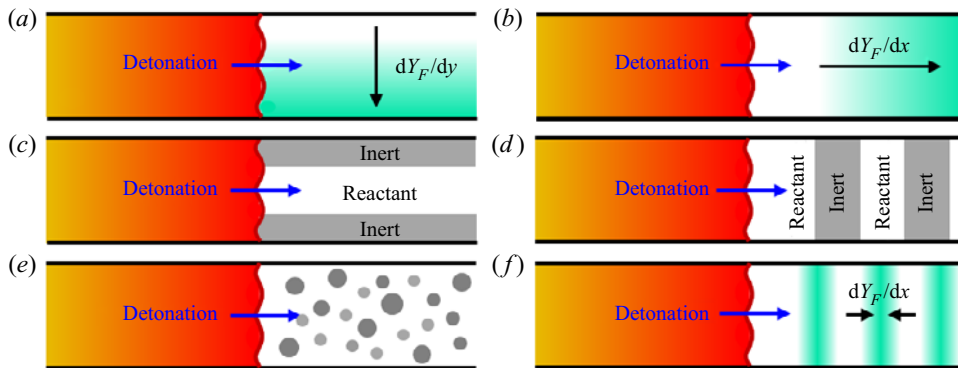 (a)
Detonation
dY_F/dy
(b)
Detonation
dY_F/dx
(c)
Inert
Detonation
Reactant
Inert
(d)
Detonation
Reactant
Inert
Reactant
Inert
(e)
Detonation
(f)
Detonation
dY_F/dx